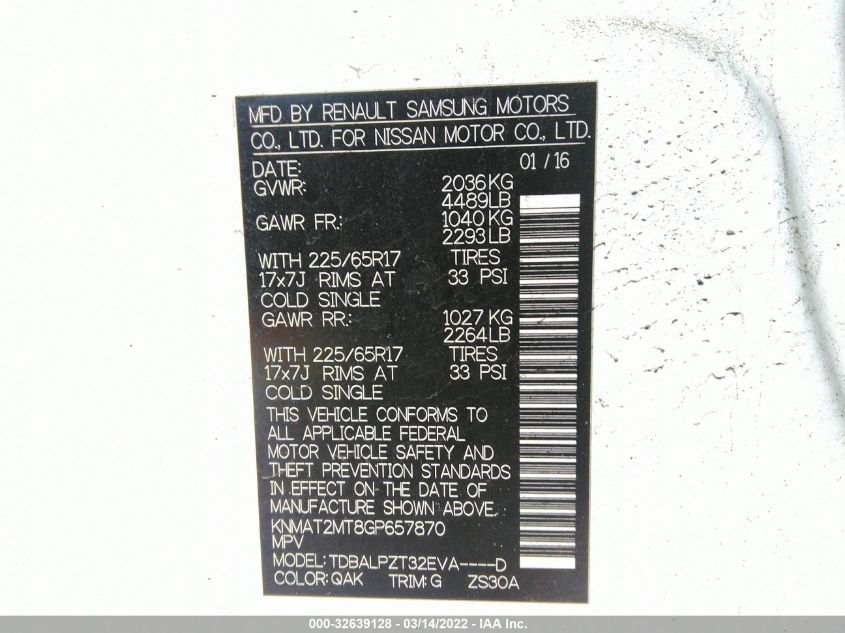 MFD BY RENAULT SAMSUNG MOTORS
CO., LTD. FOR NISSAN MOTOR CO., LTD.
DATE: 01 / 16
GVWR: 2036 KG
4489 LB
GAWR FR.: 1040 KG
2293 LB
WITH 225/65R17 TIRES
17x7J RIMS AT 33 PSI
COLD SINGLE
GAWR RR.: 1027 KG
2264 LB
WITH 225/65R17 TIRES
17x7J RIMS AT 33 PSI
COLD SINGLE
THIS VEHICLE CONFORMS TO
ALL APPLICABLE FEDERAL
MOTOR VEHICLE SAFETY AND
THEFT PREVENTION STANDARDS
IN EFFECT ON THE DATE OF
MANUFACTURE SHOWN ABOVE.
KNMAT2MT8GP657870
MPV
MODEL: TDBALPZT32EVA----D
COLOR: QAK TRIM: G ZS30A
000-32639128 - 03/14/2022 - IAA Inc.